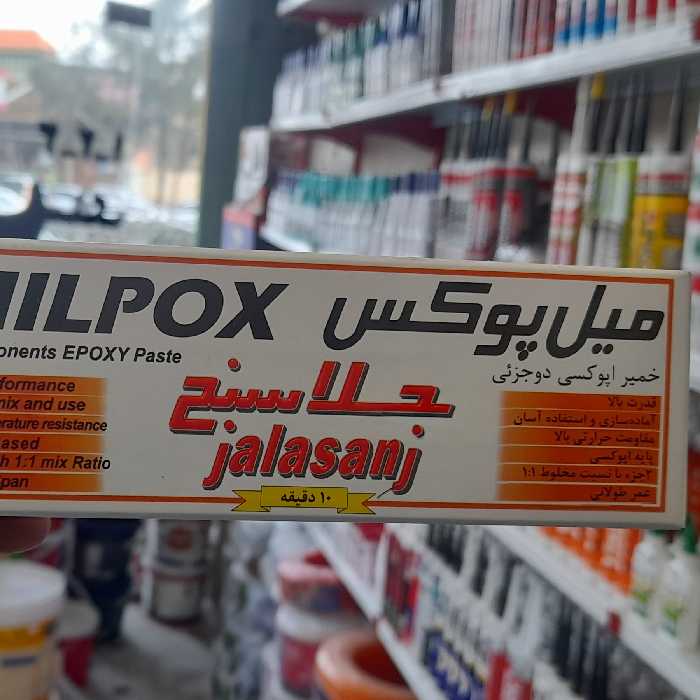 MILPOX
میل پوکس
onents EPOXY Paste
خمیر اپوکسی دوجزئی
formance
mix and use
erature resistance
ased
h 1:1 mix Ratio
pan
جلاسنج
jalasanj
۱۰ دقیقه
قدرت بالا
آماده‌سازی و استفاده آسان
مقاومت حرارتی بالا
پایه اپوکسی
۲جزء با نسبت مخلوط ۱:۱
عمر طولانی